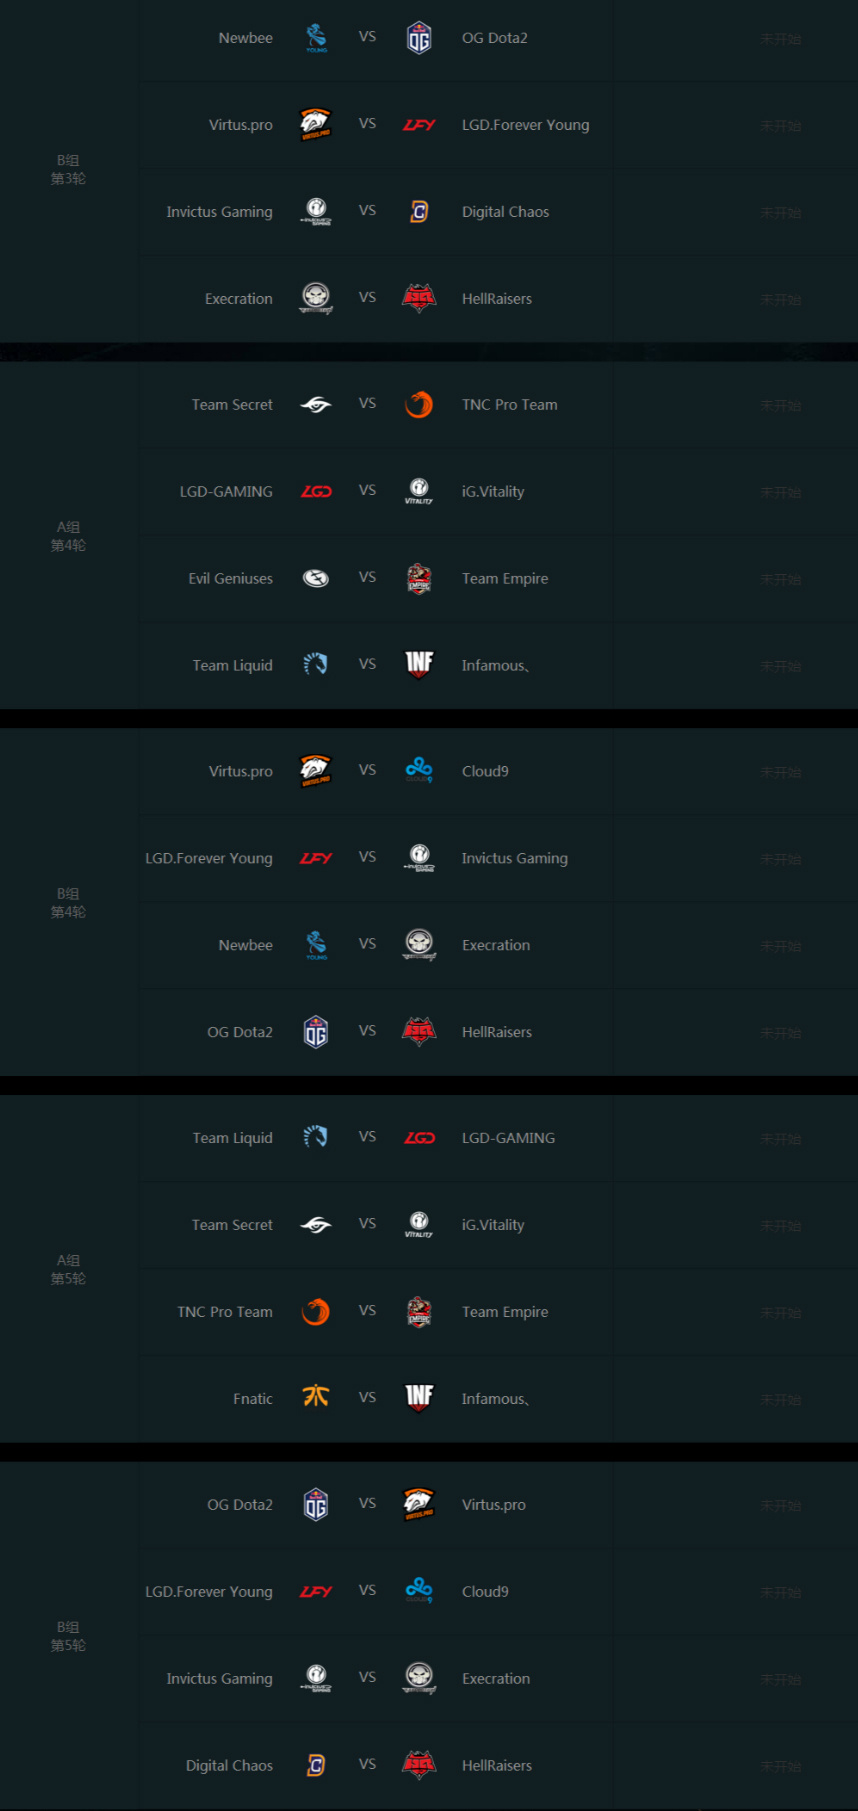 Newbee VS OG Dota2 未开始
Virtus.pro VS LGD.Forever Young 未开始
B组
第3轮
Invictus Gaming VS Digital Chaos 未开始
Execration VS HellRaisers 未开始
Team Secret VS TNC Pro Team 未开始
LGD-GAMING VS iG.Vitality 未开始
A组
第4轮
Evil Geniuses VS Team Empire 未开始
Team Liquid VS Infamous、 未开始
Virtus.pro VS Cloud9 未开始
LGD.Forever Young VS Invictus Gaming 未开始
B组
第4轮
Newbee VS Execration 未开始
OG Dota2 VS HellRaisers 未开始
Team Liquid VS LGD-GAMING 未开始
Team Secret VS iG.Vitality 未开始
A组
第5轮
TNC Pro Team VS Team Empire 未开始
Fnatic VS Infamous、 未开始
OG Dota2 VS Virtus.pro 未开始
LGD.Forever Young VS Cloud9 未开始
B组
第5轮
Invictus Gaming VS Execration 未开始
Digital Chaos VS HellRaisers 未开始